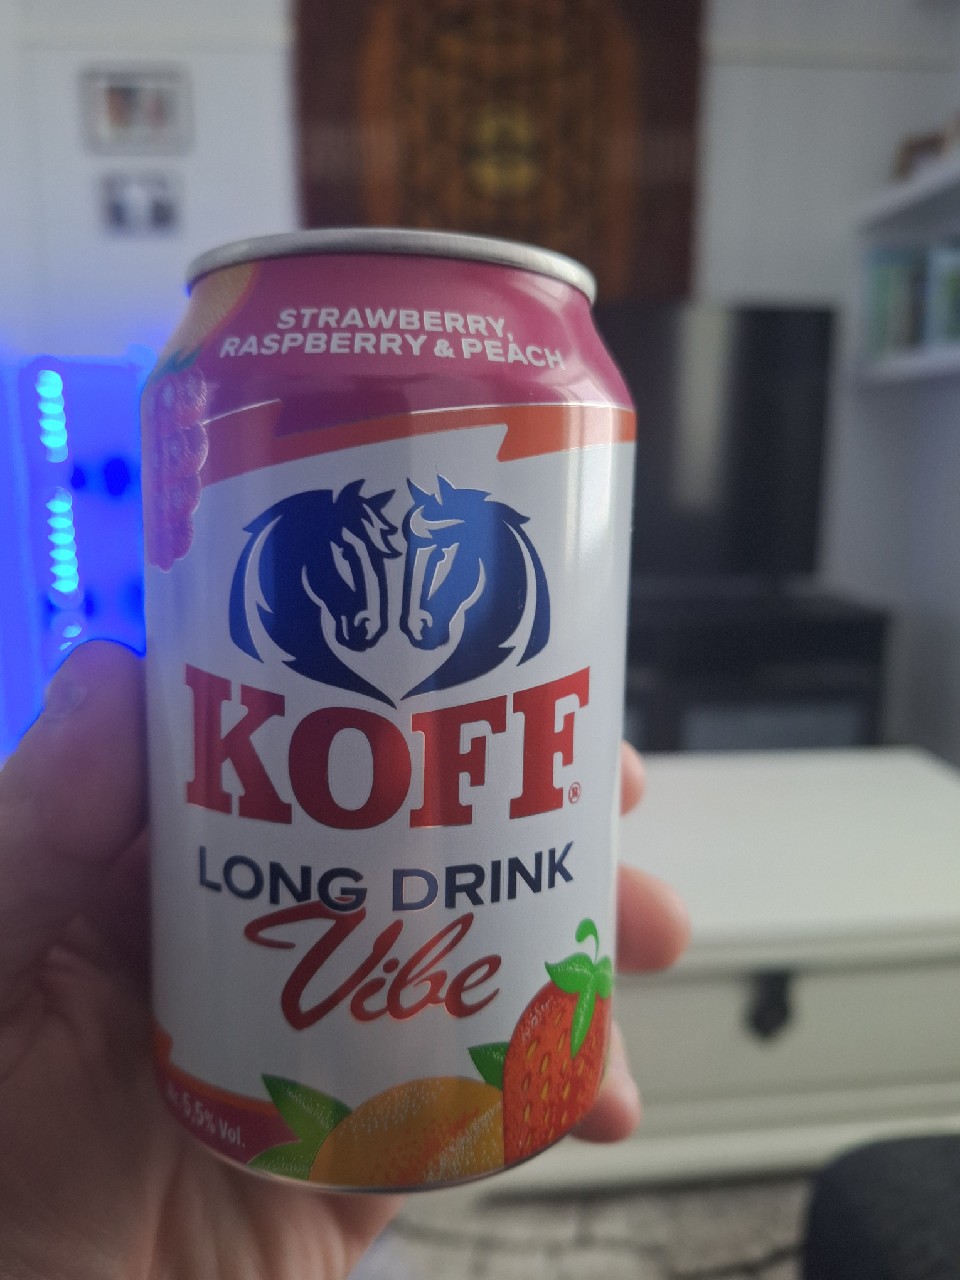 STRAWBERRY,
RASPBERRY & PEACH
KOFF®
LONG DRINK
Vibe
5,5% Vol.